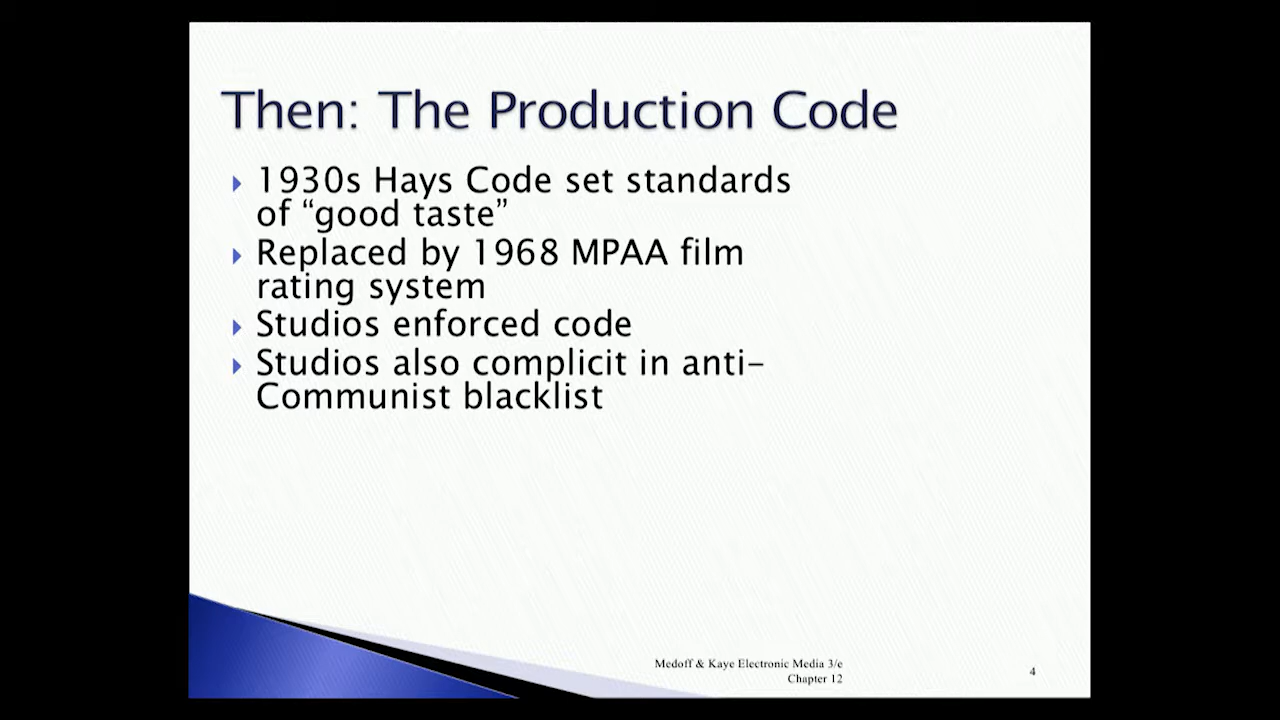 Then: The Production Code
1930s Hays Code set standards
of “good taste”
Replaced by 1968 MPAA film
rating system
Studios enforced code
Studios also complicit in anti-
Communist blacklist
Medoff & Kaye Electronic Media 3/e
Chapter 12
4